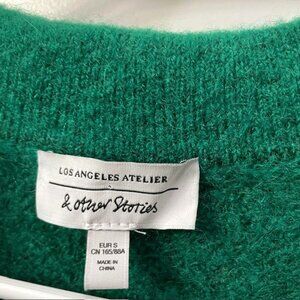 LOS ANGELES ATELIER
& other Stories
EUR S
CN 165/88A
MADE IN
CHINA